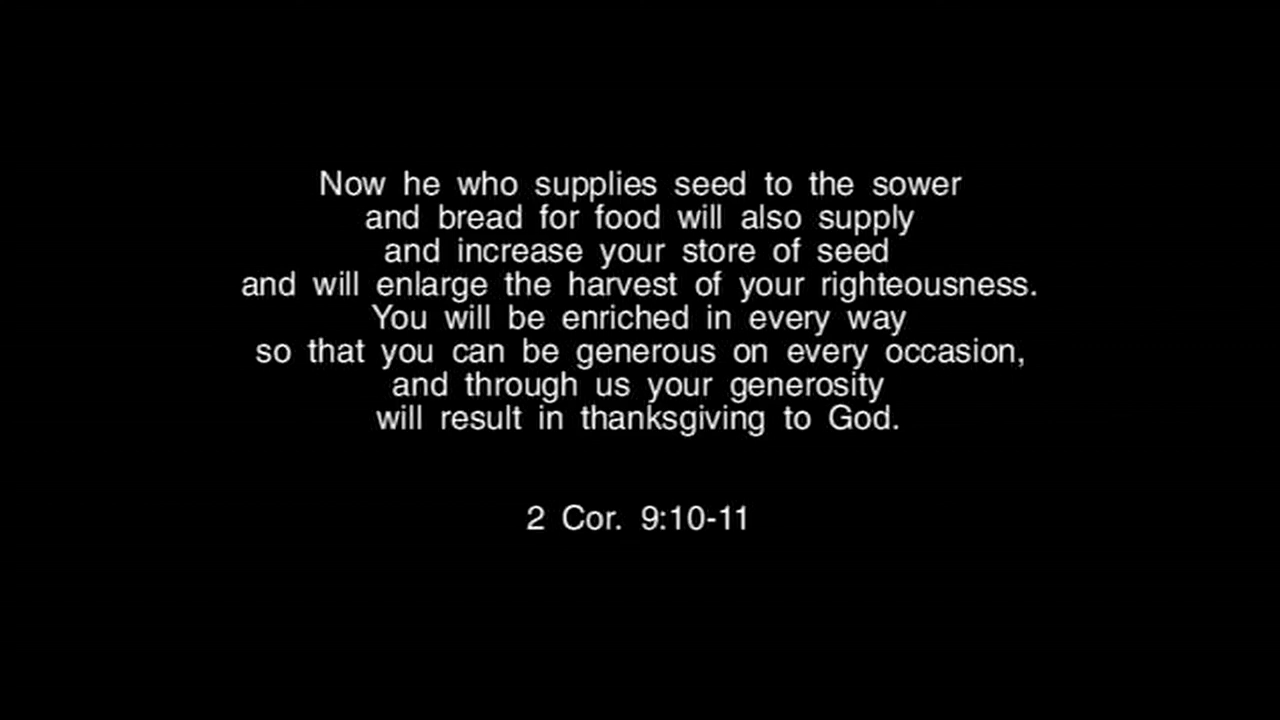 Now he who supplies seed to the sower
and bread for food will also supply
and increase your store of seed
and will enlarge the harvest of your righteousness.
You will be enriched in every way
so that you can be generous on every occasion,
and through us your generosity
will result in thanksgiving to God.
2 Cor. 9:10-11